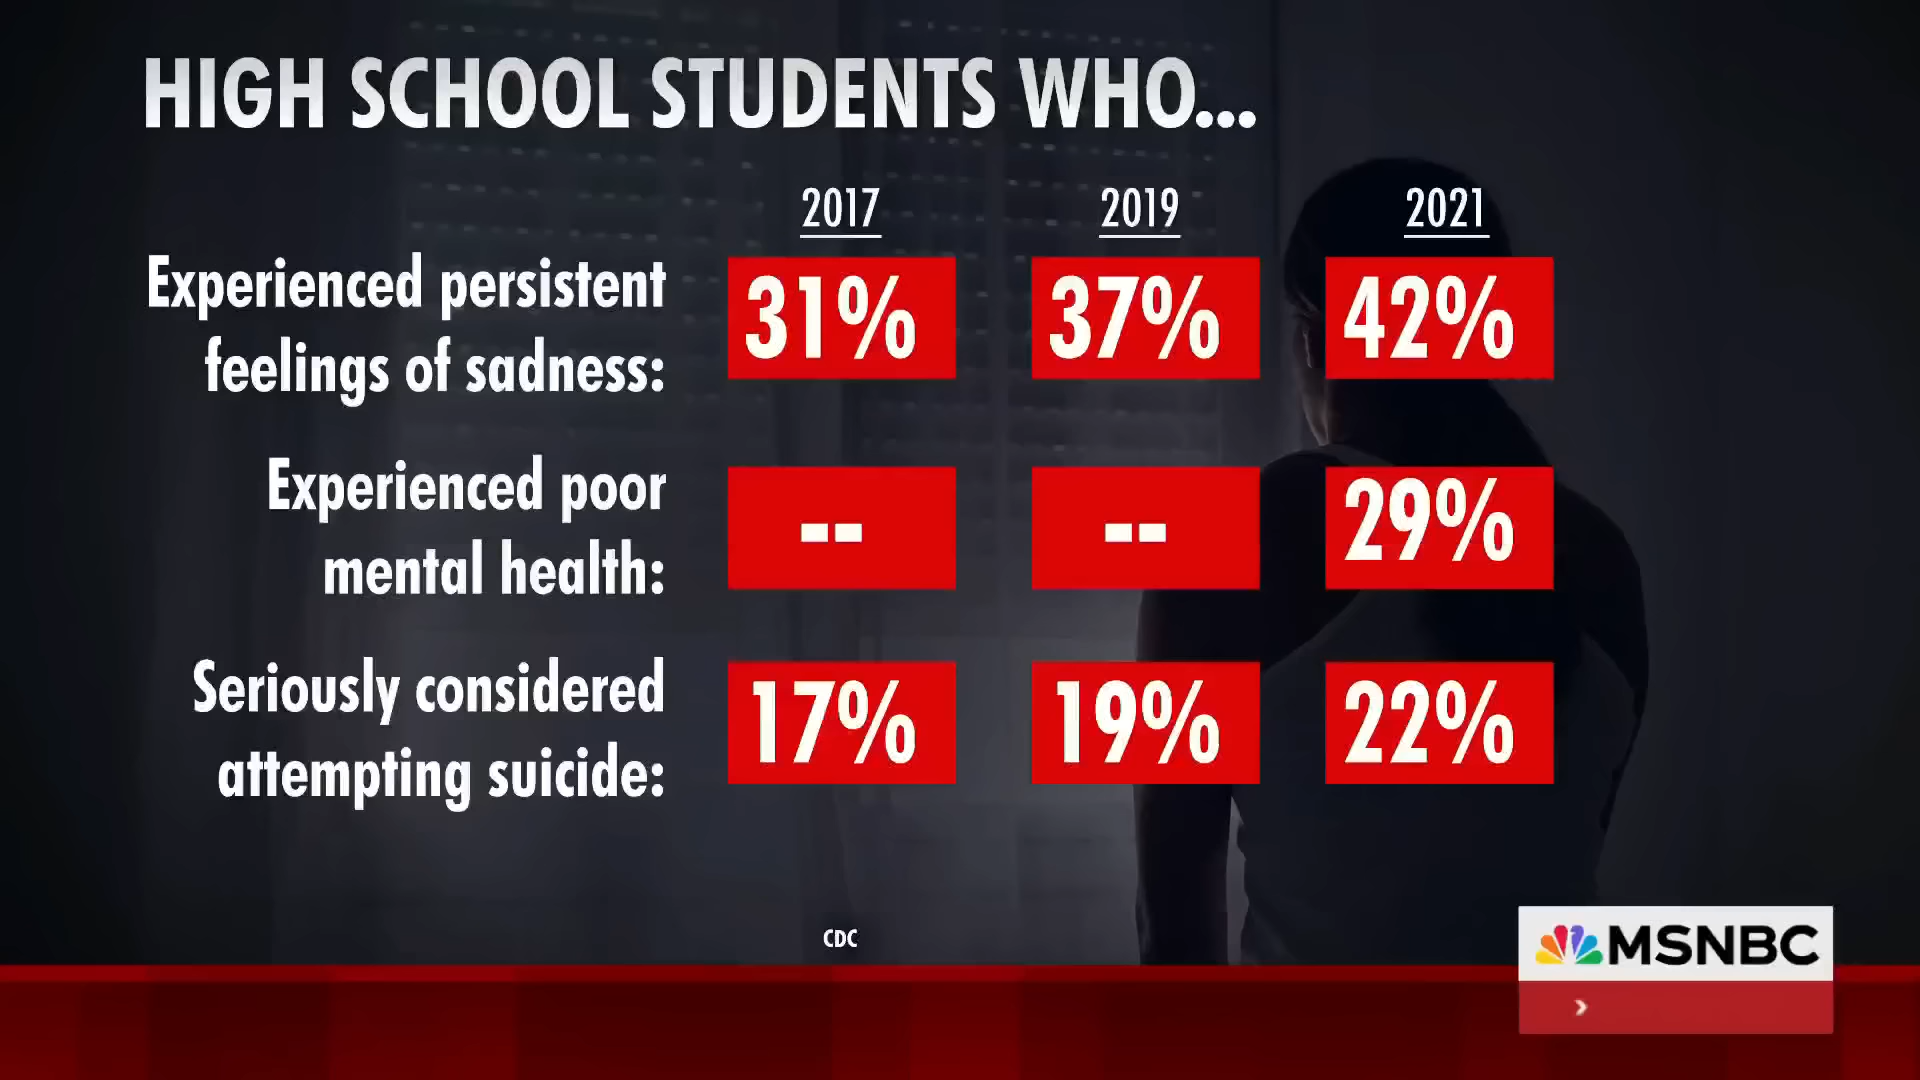 HIGH SCHOOL STUDENTS WHO...
2017 2019 2021
Experienced persistent
feelings of sadness:
31% 37% 42%
Experienced poor
mental health:
-- -- 29%
Seriously considered
attempting suicide:
17% 19% 22%
CDC
MSNBC